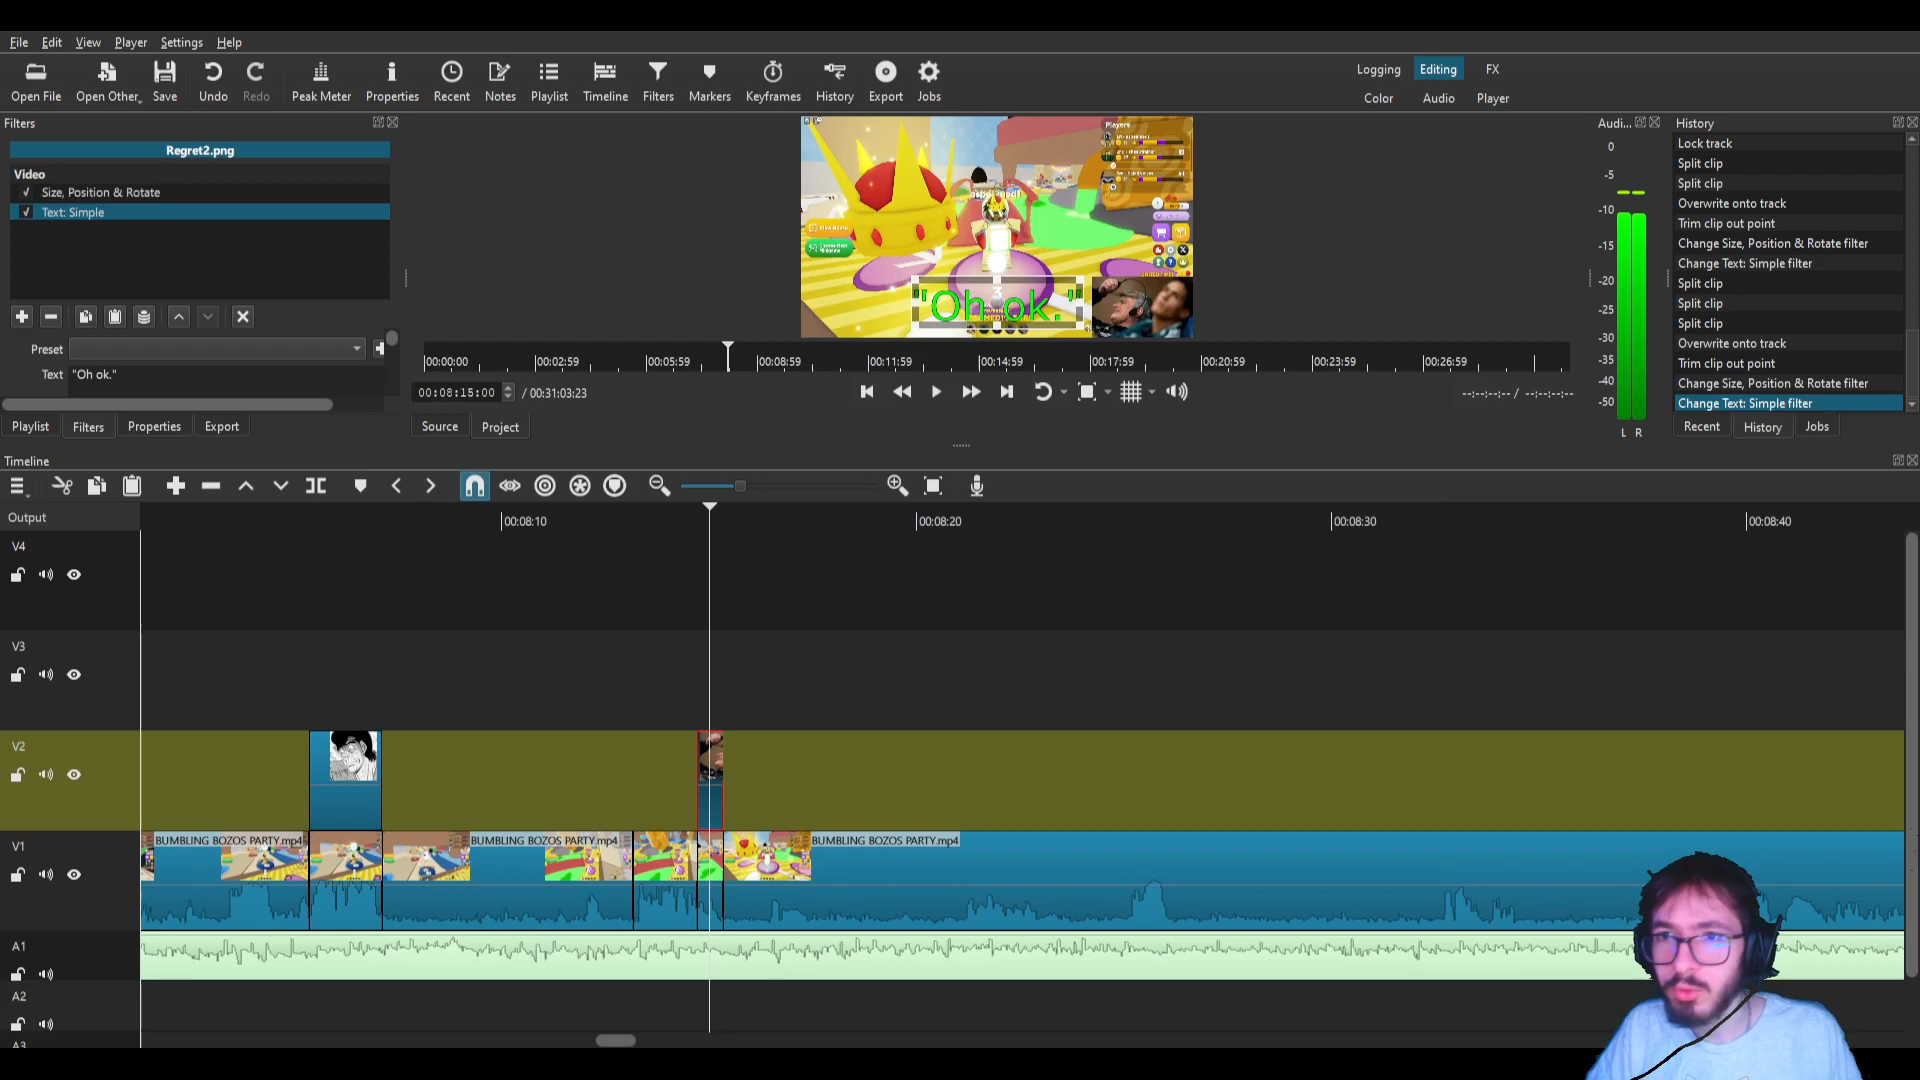 File Edit View Player Settings Help
Open File Open Other Save Undo Redo Peak Meter Properties Recent Notes Playlist Timeline Filters Markers Keyframes History Export Jobs
Logging Editing FX
Color Audio Player
Filters
Regret2.png
Video
Size, Position & Rotate
Text: Simple
Preset
Text "Oh ok."
Playlist Filters Properties Export
Players
3
"Oh ok."
00:00:00 00:02:59 00:05:59 00:08:59 00:11:59 00:14:59 00:17:59 00:20:59 00:23:59 00:26:59
00:08:15:00 / 00:31:03:23
--:--:--:-- / --:--:--:--
Source Project
Audi...
0
-5
-10
-15
-20
-25
-30
-35
-40
-50
L R
History
Lock track
Split clip
Split clip
Overwrite onto track
Trim clip out point
Change Size, Position & Rotate filter
Change Text: Simple filter
Split clip
Split clip
Split clip
Overwrite onto track
Trim clip out point
Change Size, Position & Rotate filter
Change Text: Simple filter
Recent History Jobs
Timeline
Output
00:08:10 00:08:20 00:08:30 00:08:40
V4
V3
V2
V1
BUMBLING BOZOS PARTY.mp4 BUMBLING BOZOS PARTY.mp4 BUMBLING BOZOS PARTY.mp4
A1
A2
A3